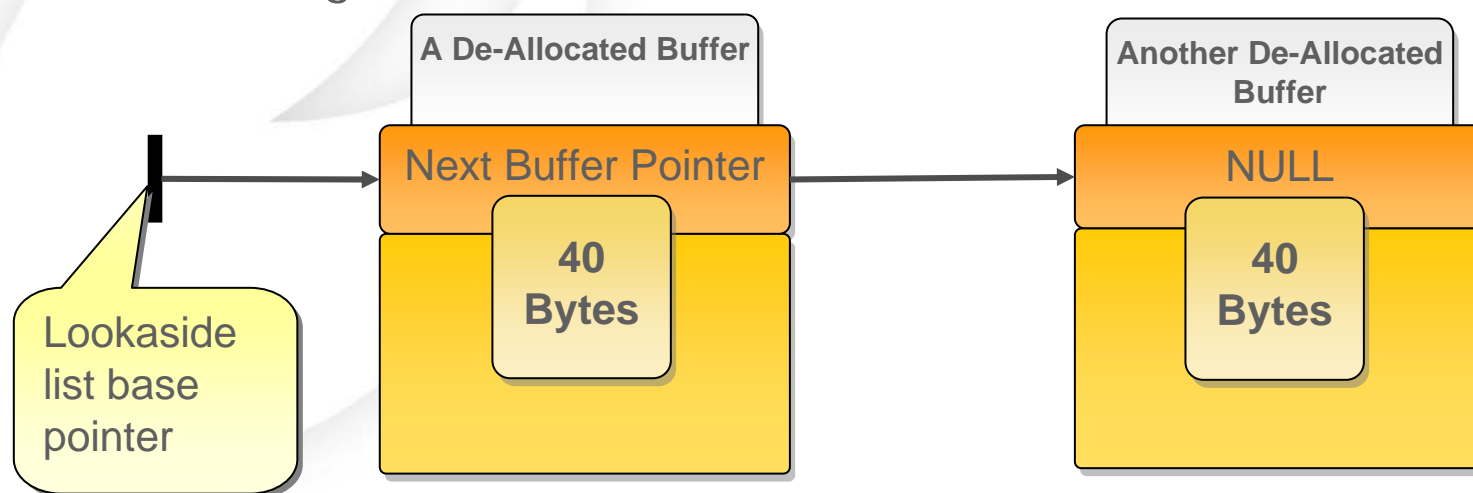 A De-Allocated Buffer
Another De-Allocated
Buffer
Next Buffer Pointer
NULL
40
Bytes
40
Bytes
Lookaside
list base
pointer